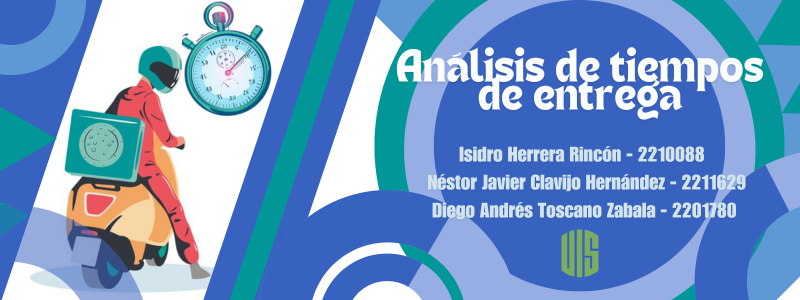 Análisis de tiempos
de entrega
Isidro Herrera Rincón - 2210088
Néstor Javier Clavijo Hernández - 2211629
Diego Andrés Toscano Zabala - 2201780
UIS